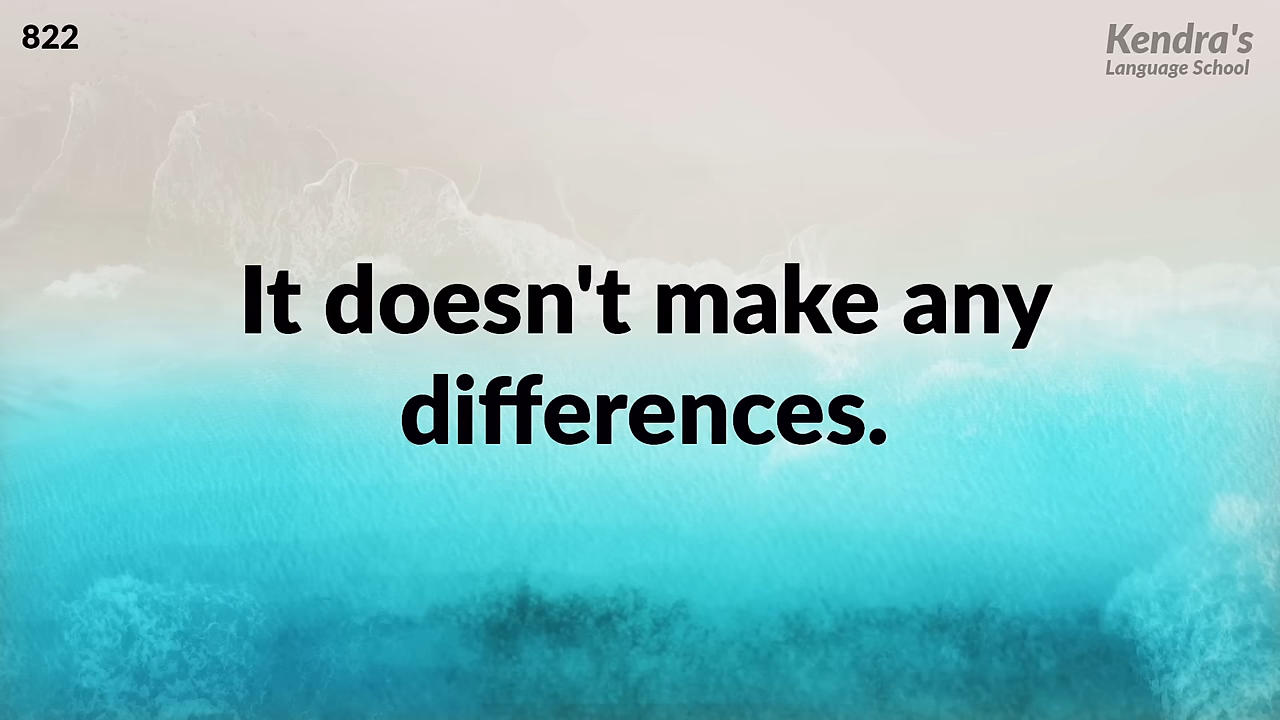 822
Kendra's
Language School
It doesn't make any
differences.